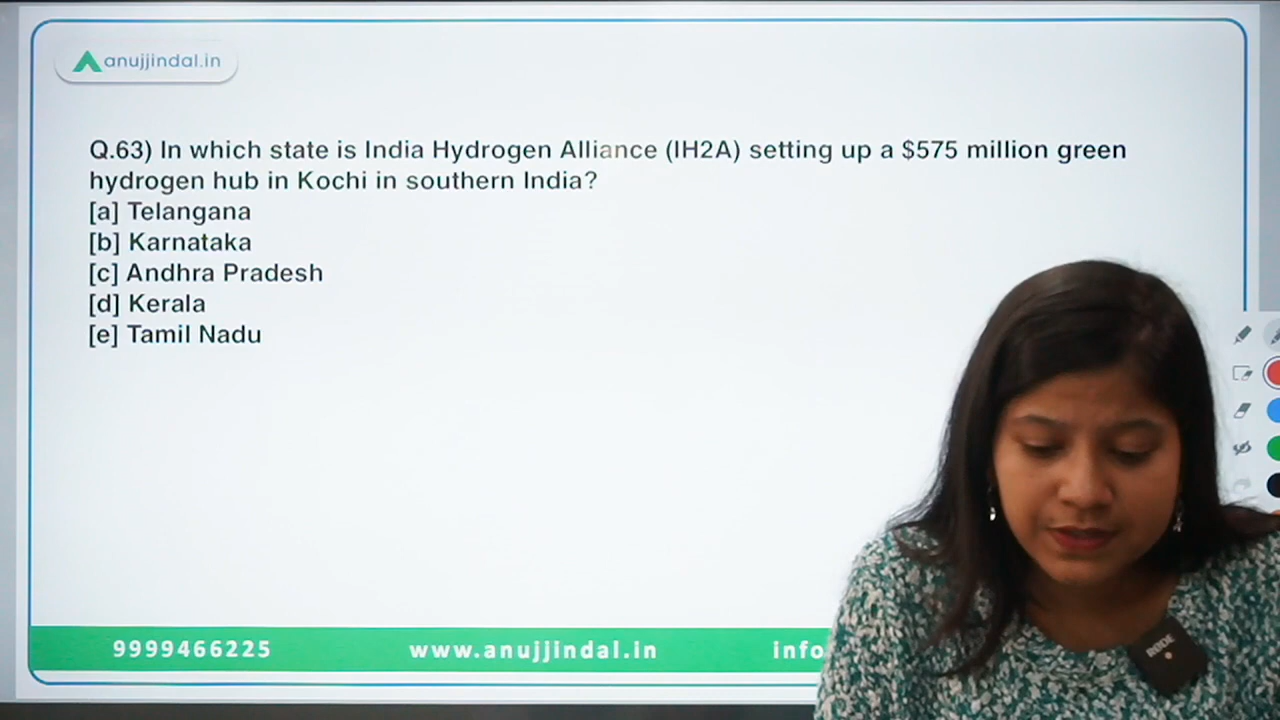 anujjindal.in
Q.63) In which state is India Hydrogen Alliance (IH2A) setting up a $575 million green
hydrogen hub in Kochi in southern India?
[a] Telangana
[b] Karnataka
[c] Andhra Pradesh
[d] Kerala
[e] Tamil Nadu
9999466225 www.anujjindal.in info
RODE